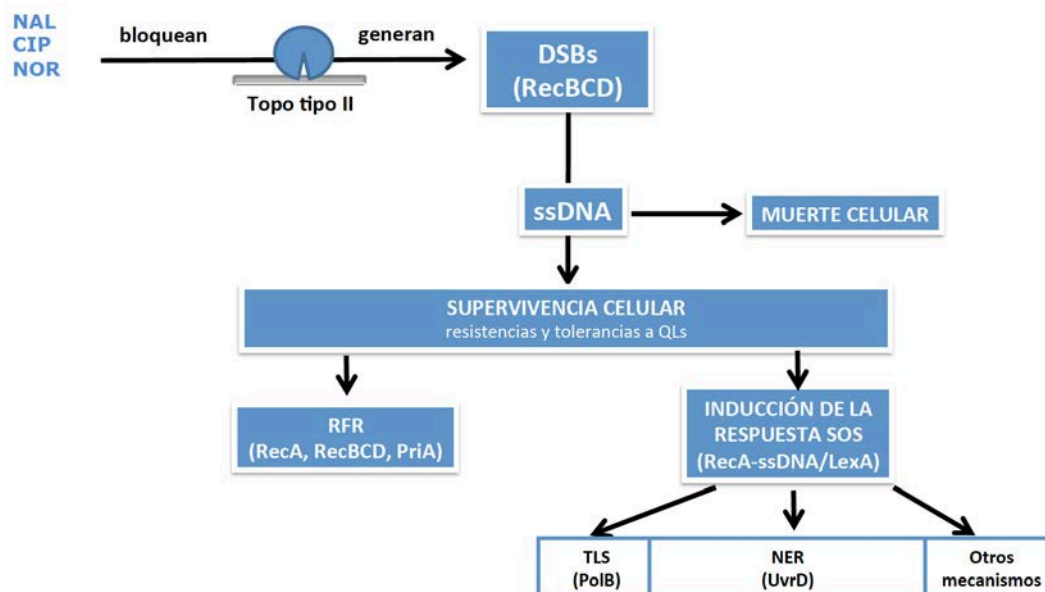 NAL
CIP
NOR
bloquean
generan
Topo tipo II
DSBs
(RecBCD)
ssDNA
MUERTE CELULAR
SUPERVIVENCIA CELULAR
resistencias y tolerancias a QLs
RFR
(RecA, RecBCD, PriA)
INDUCCIÓN DE LA
RESPUESTA SOS
(RecA-ssDNA/LexA)
TLS
(PolB)
NER
(UvrD)
Otros
mecanismos